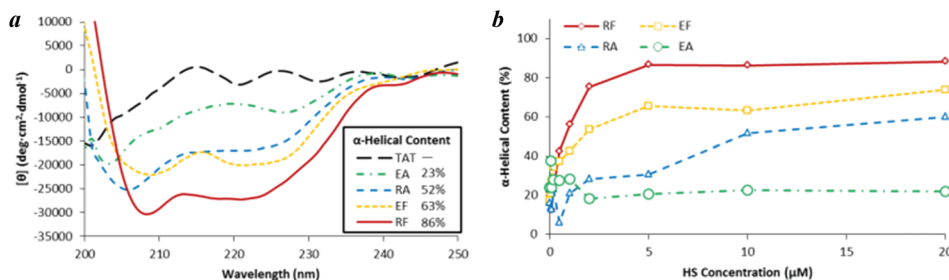 a
10000
5000
0
-5000
-10000
-15000
-20000
-25000
-30000
-35000
[θ] (deg·cm²·dmol⁻¹)
200 210 220 230 240 250
Wavelength (nm)
α-Helical Content
TAT —
EA 23%
RA 52%
EF 63%
RF 86%
b
RF EF
RA EA
100
80
60
40
20
0
α-Helical Content (%)
0 5 10 15 20
HS Concentration (μM)